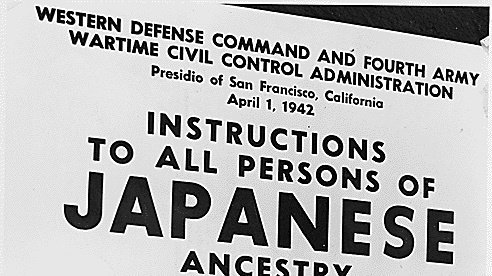 WESTERN DEFENSE COMMAND AND FOURTH ARMY
WARTIME CIVIL CONTROL ADMINISTRATION
Presidio of San Francisco, California
April 1, 1942
INSTRUCTIONS
TO ALL PERSONS OF
JAPANESE
ANCESTRY